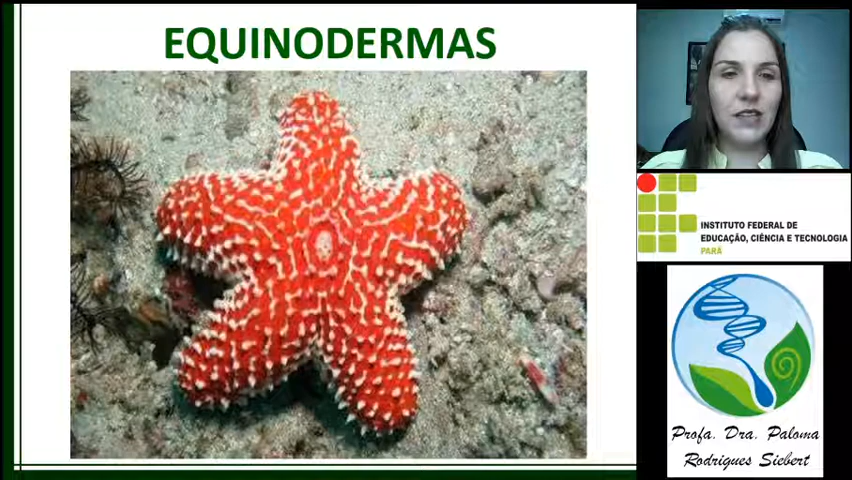 EQUINODERMAS
INSTITUTO FEDERAL DE
EDUCAÇÃO, CIÊNCIA E TECNOLOGIA
PARÁ
Profa. Dra. Paloma
Rodrigues Siebert